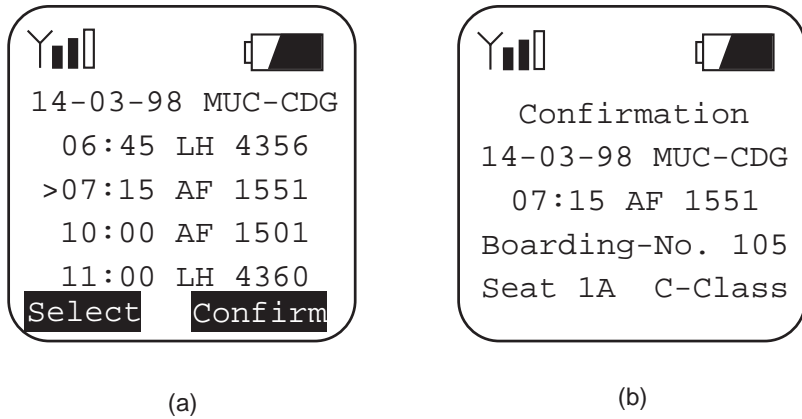 14-03-98 MUC-CDG
06:45 LH 4356
>07:15 AF 1551
10:00 AF 1501
11:00 LH 4360
Select Confirm
(a)
Confirmation
14-03-98 MUC-CDG
07:15 AF 1551
Boarding-No. 105
Seat 1A C-Class
(b)